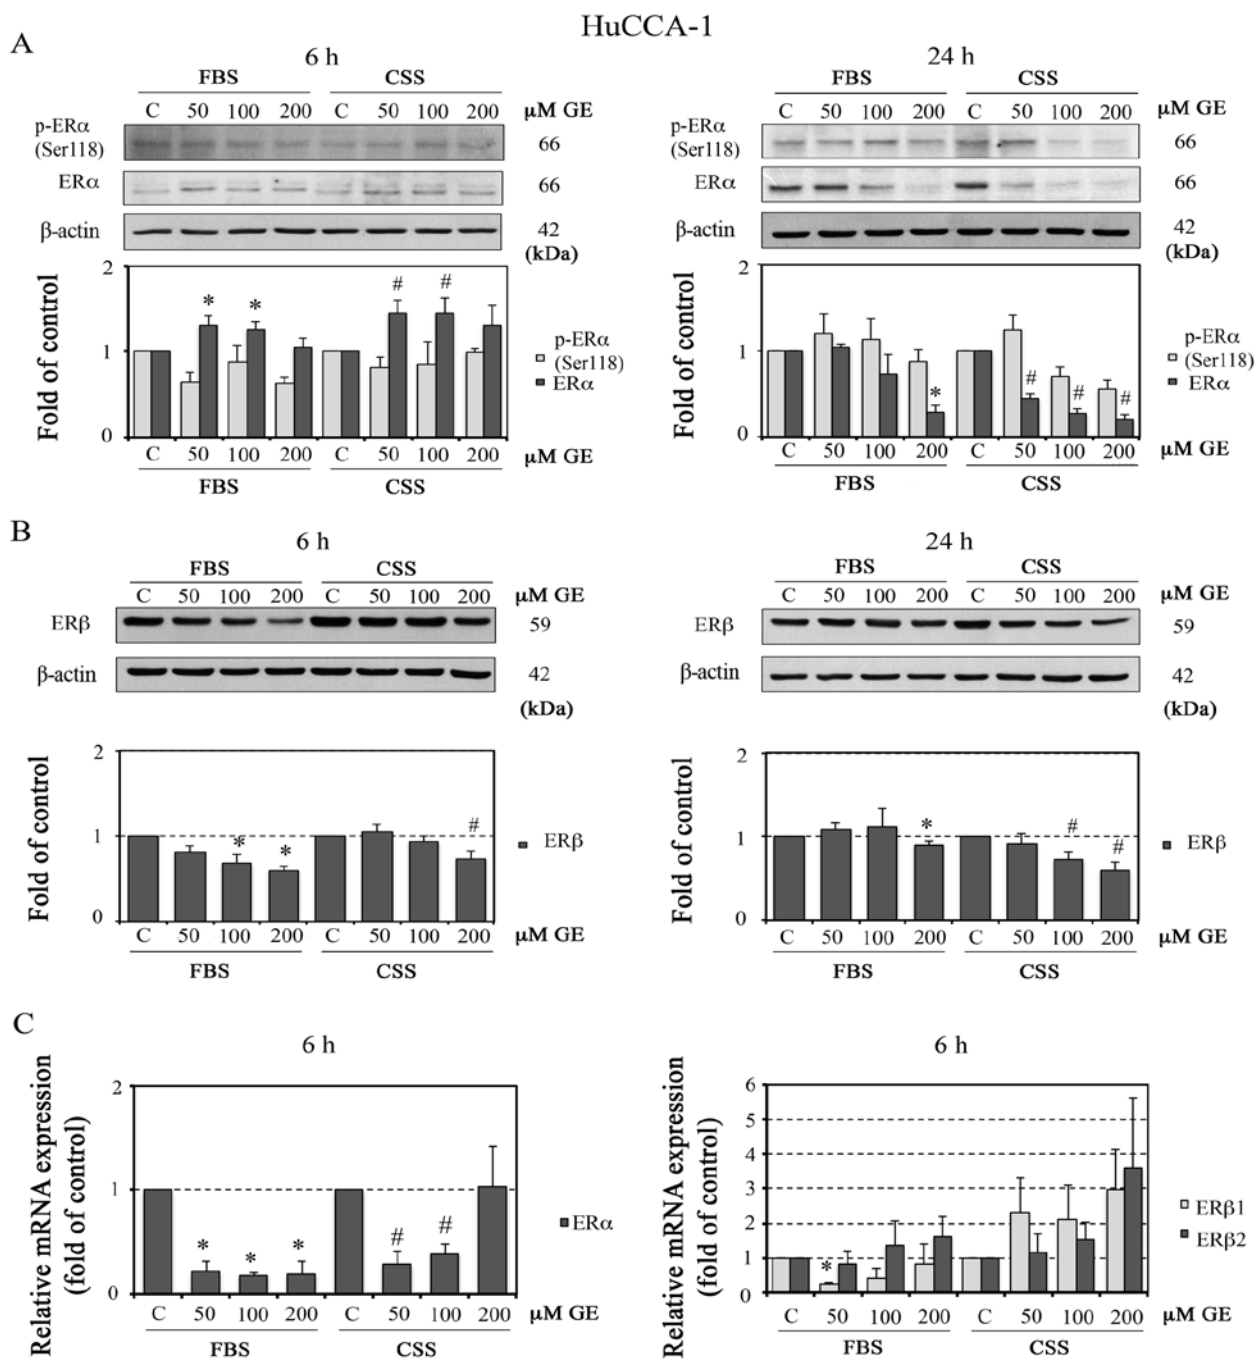 HuCCA-1
A
6 h
FBS CSS
C 50 100 200 C 50 100 200 μM GE
p-ERα
(Ser118) 66
ERα 66
β-actin 42
(kDa)
Fold of control
2
1
0
* * # #
p-ERα
(Ser118)
ERα
C 50 100 200 C 50 100 200 μM GE
FBS CSS
24 h
FBS CSS
C 50 100 200 C 50 100 200 μM GE
p-ERα
(Ser118) 66
ERα 66
β-actin 42
(kDa)
Fold of control
2
1
0
* # # #
p-ERα
(Ser118)
ERα
C 50 100 200 C 50 100 200 μM GE
FBS CSS
B
6 h
FBS CSS
C 50 100 200 C 50 100 200 μM GE
ERβ 59
β-actin 42
(kDa)
Fold of control
2
1
0
* * #
ERβ
C 50 100 200 C 50 100 200 μM GE
FBS CSS
24 h
FBS CSS
C 50 100 200 C 50 100 200 μM GE
ERβ 59
β-actin 42
(kDa)
Fold of control
2
1
0
* # #
ERβ
C 50 100 200 C 50 100 200 μM GE
FBS CSS
C
6 h
Relative mRNA expression
(fold of control)
2
1
0
* * * # #
ERα
C 50 100 200 C 50 100 200 μM GE
FBS CSS
6 h
Relative mRNA expression
(fold of control)
6
5
4
3
2
1
0
*
ERβ1
ERβ2
C 50 100 200 C 50 100 200 μM GE
FBS CSS